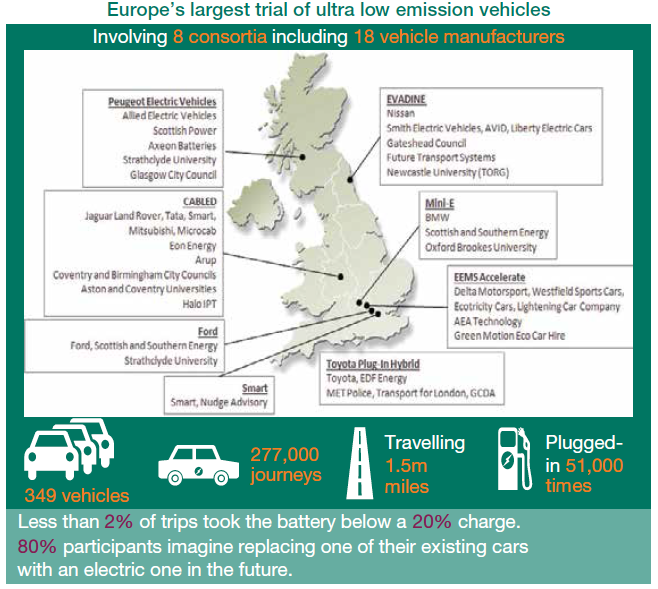 Europe's largest trial of ultra low emission vehicles
Involving 8 consortia including 18 vehicle manufacturers
Peugeot Electric Vehicles
Allied Electric Vehicles
Scottish Power
Axeon Batteries
Strathclyde University
Glasgow City Council
EVADINE
Nissan
Smith Electric Vehicles, AVID, Liberty Electric Cars
Gateshead Council
Future Transport Systems
Newcastle University (TORG)
CABLED
Jaguar Land Rover, Tata, Smart,
Mitsubishi, Microcab
Eon Energy
Arup
Coventry and Birmingham City Councils
Aston and Coventry Universities
Halo IPT
Mini-E
BMW
Scottish and Southern Energy
Oxford Brookes University
EEMS Accelerate
Delta Motorsport, Westfield Sports Cars,
Ecotricity Cars, Lightening Car Company
AEA Technology
Green Motion Eco Car Hire
Ford
Ford, Scottish and Southern Energy
Strathclyde University
Smart
Smart, Nudge Advisory
Toyota Plug-In Hybrid
Toyota, EDF Energy
MET Police, Transport for London, GCDA
349 vehicles
277,000
journeys
Travelling
1.5m
miles
Plugged-
in 51,000
times
Less than 2% of trips took the battery below a 20% charge.
80% participants imagine replacing one of their existing cars
with an electric one in the future.